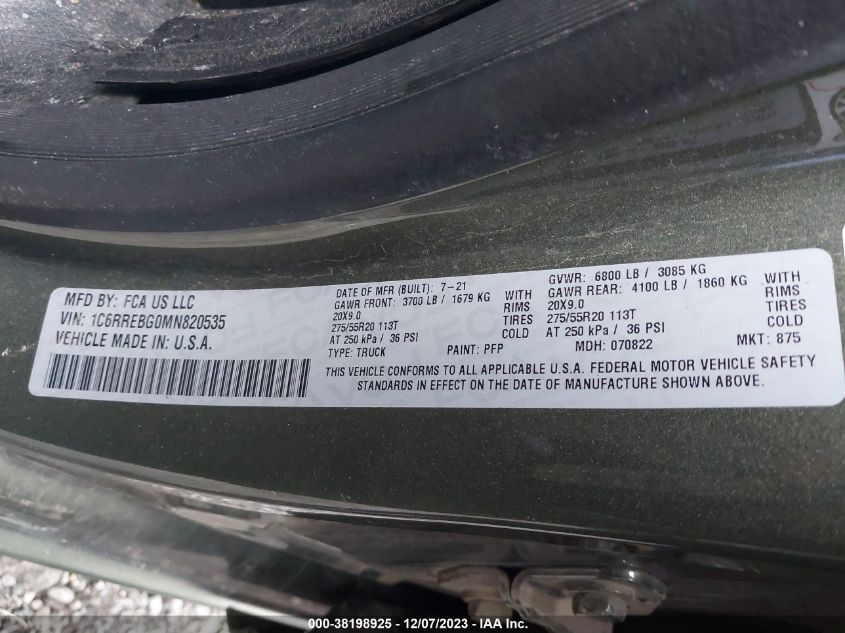 MFD BY: FCA US LLC
VIN: 1C6RREBG0MN820535
VEHICLE MADE IN: U.S.A.
DATE OF MFR (BUILT): 7-21
GVWR: 6800 LB / 3085 KG
GAWR FRONT: 3700 LB / 1679 KG WITH
20X9.0 RIMS
275/55R20 113T TIRES
AT 250 kPa / 36 PSI COLD
GAWR REAR: 4100 LB / 1860 KG WITH
20X9.0 RIMS
275/55R20 113T TIRES
AT 250 kPa / 36 PSI COLD
TYPE: TRUCK PAINT: PFP MDH: 070822 MKT: 875
THIS VEHICLE CONFORMS TO ALL APPLICABLE U.S.A. FEDERAL MOTOR VEHICLE SAFETY
STANDARDS IN EFFECT ON THE DATE OF MANUFACTURE SHOWN ABOVE.
000-38198925 - 12/07/2023 - IAA Inc.